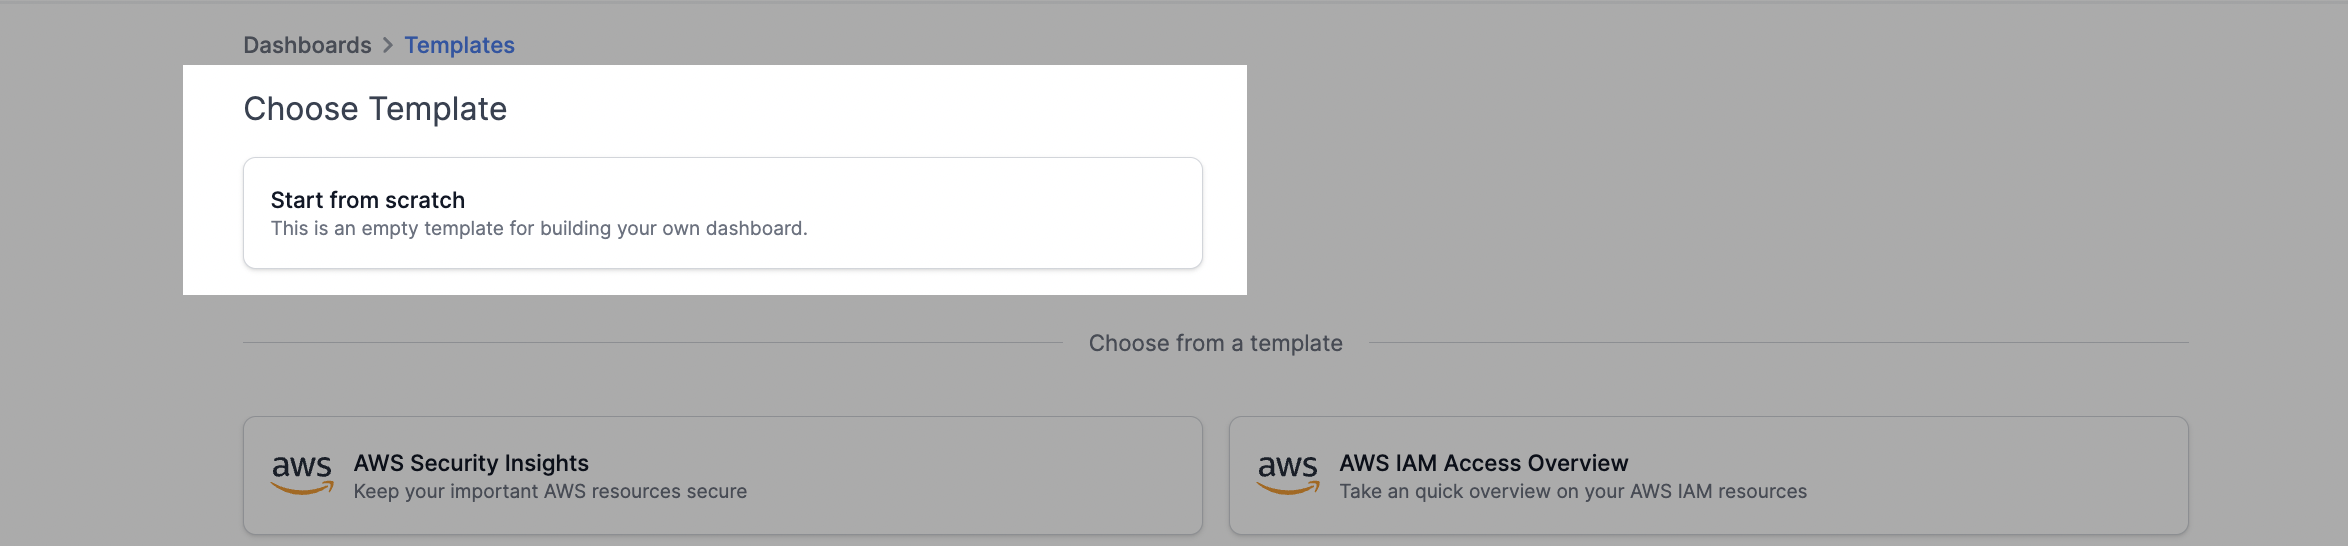 Dashboards > Templates
Choose Template
Start from scratch
This is an empty template for building your own dashboard.
Choose from a template
aws
AWS Security Insights
Keep your important AWS resources secure
aws
AWS IAM Access Overview
Take an quick overview on your AWS IAM resources